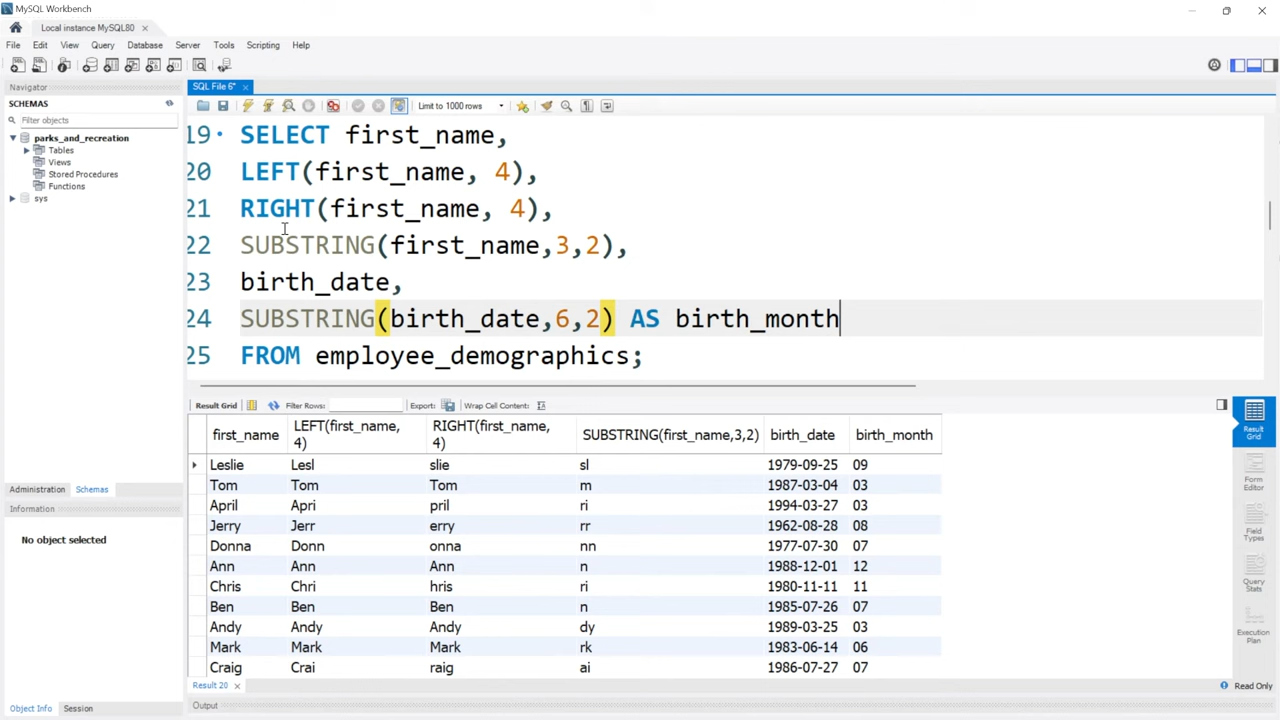 MySQL Workbench
Local instance MySQL80
File Edit View Query Database Server Tools Scripting Help
Navigator
SCHEMAS
Filter objects
parks_and_recreation
Tables
Views
Stored Procedures
Functions
sys
Administration Schemas
Information
No object selected
Object Info Session
SQL File 6*
Limit to 1000 rows
19 SELECT first_name,
20 LEFT(first_name, 4),
21 RIGHT(first_name, 4),
22 SUBSTRING(first_name,3,2),
23 birth_date,
24 SUBSTRING(birth_date,6,2) AS birth_month
25 FROM employee_demographics;
Result Grid Filter Rows: Export: Wrap Cell Content:
first_name LEFT(first_name, 4) RIGHT(first_name, 4) SUBSTRING(first_name,3,2) birth_date birth_month
Leslie Lesl slie sl 1979-09-25 09
Tom Tom Tom m 1987-03-04 03
April Apri pril ri 1994-03-27 03
Jerry Jerr erry rr 1962-08-28 08
Donna Donn onna nn 1977-07-30 07
Ann Ann Ann n 1988-12-01 12
Chris Chri hris ri 1980-11-11 11
Ben Ben Ben n 1985-07-26 07
Andy Andy Andy dy 1989-03-25 03
Mark Mark Mark rk 1983-06-14 06
Craig Crai raig ai 1986-07-27 07
Result Grid
Form Editor
Field Types
Query Stats
Execution Plan
Result 20
Read Only
Output